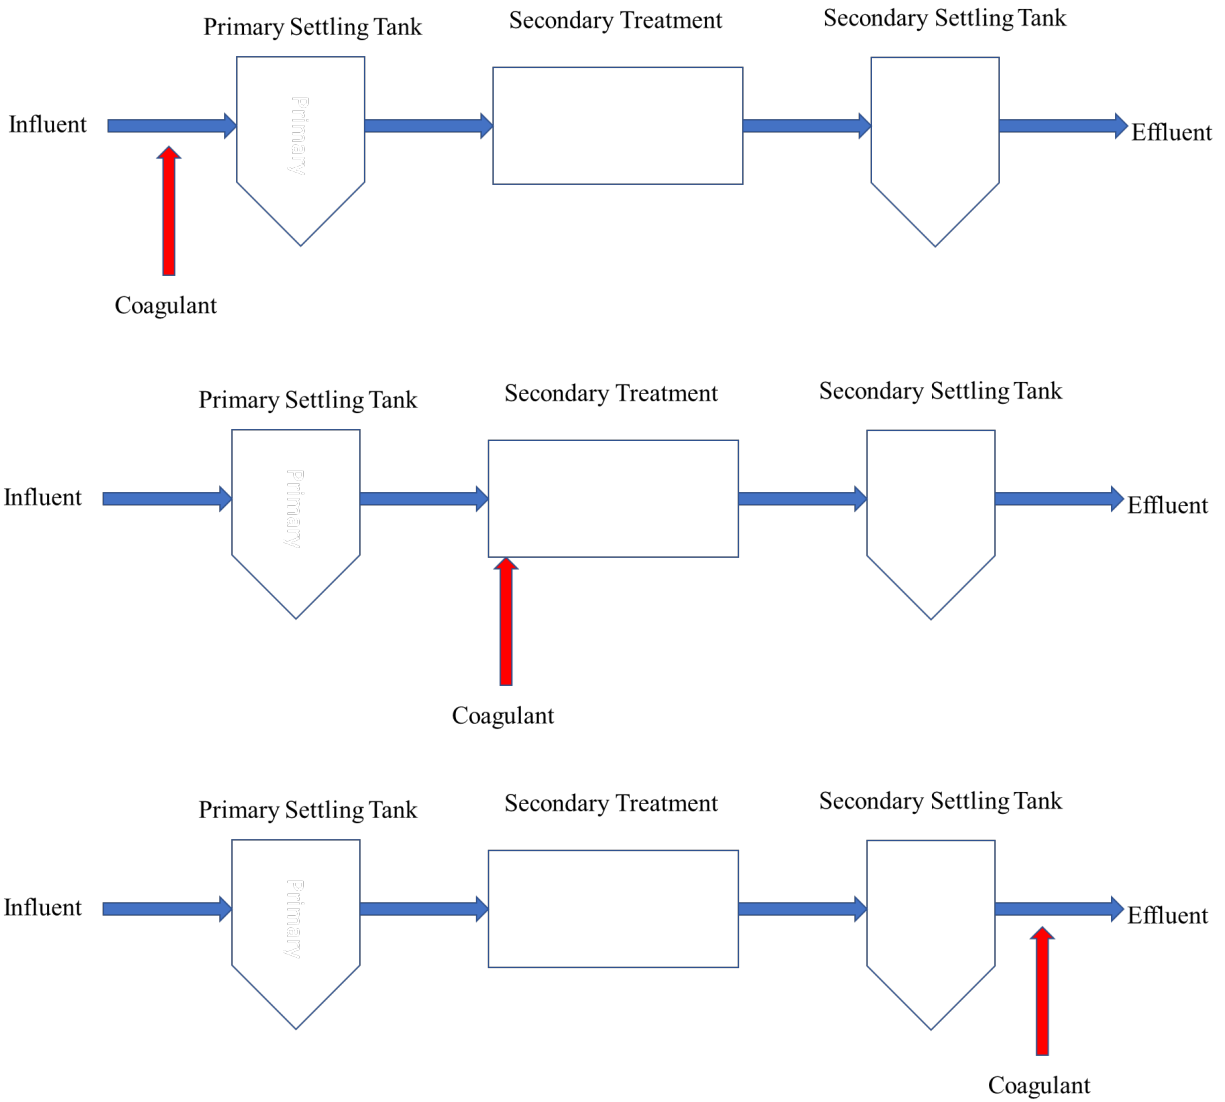 Primary Settling Tank
Secondary Treatment
Secondary Settling Tank
Influent
Primary
Effluent
Coagulant
Primary Settling Tank
Secondary Treatment
Secondary Settling Tank
Influent
Primary
Effluent
Coagulant
Primary Settling Tank
Secondary Treatment
Secondary Settling Tank
Influent
Primary
Effluent
Coagulant